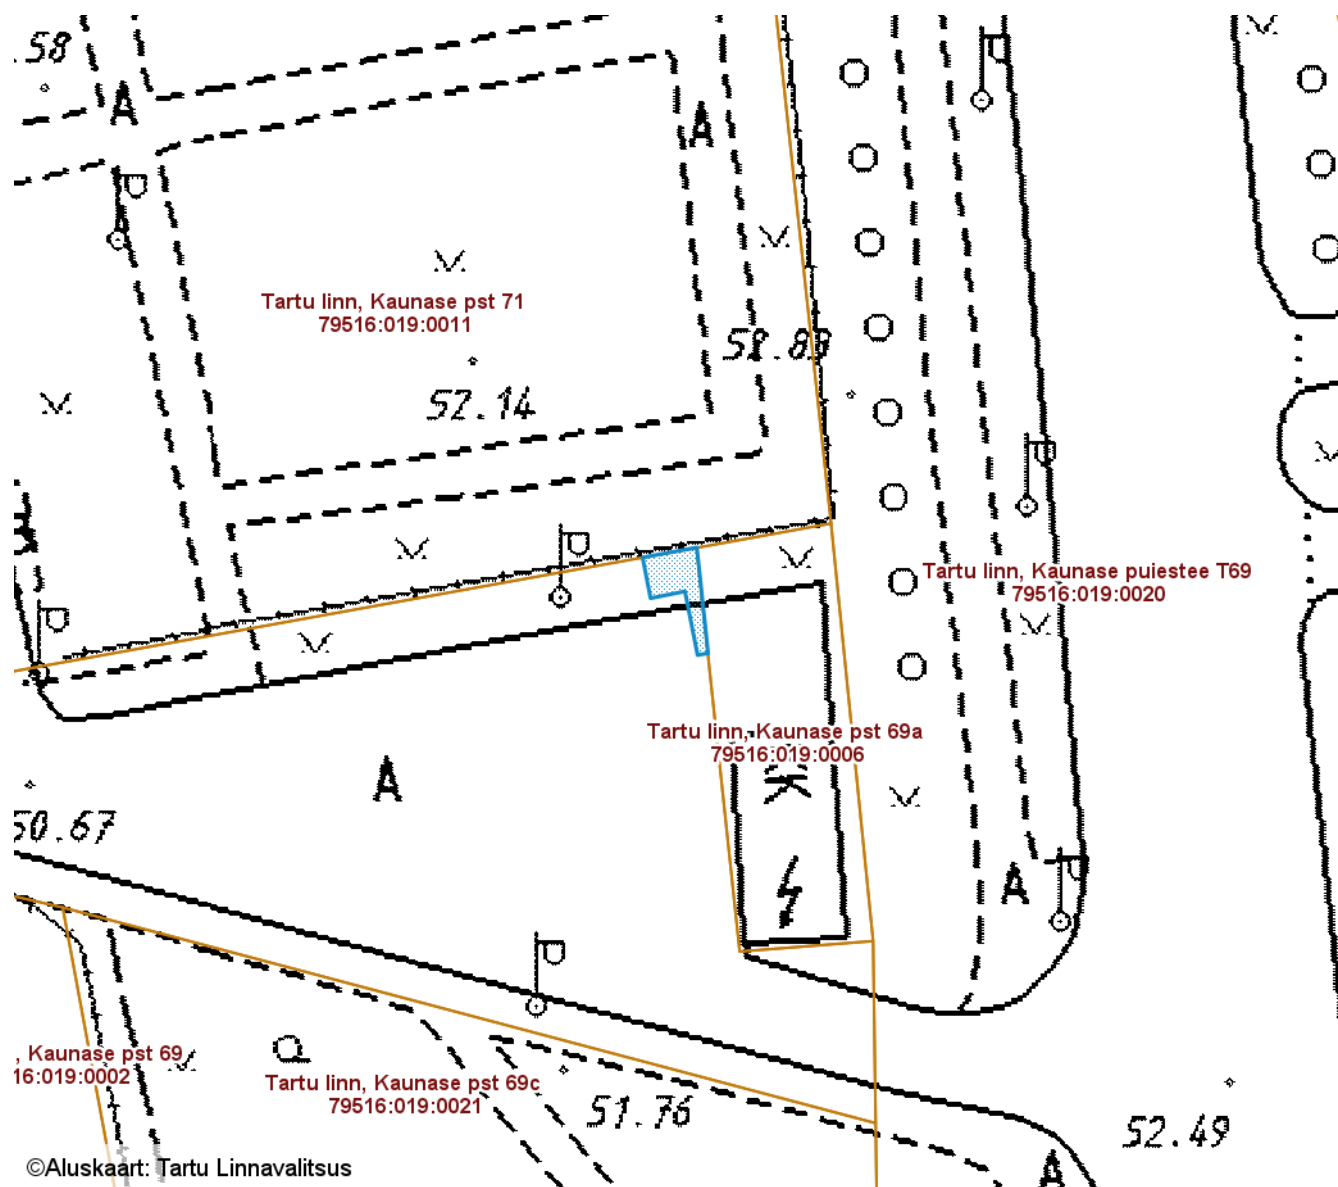 .58
A
A
Tartu linn, Kaunase pst 71
79516:019:0011
52.14
Tartu linn, Kaunase puiestee T69
79516:019:0020
Tartu linn, Kaunase pst 69a
79516:019:0006
A
50.67
A
, Kaunase pst 69
16:019:0002
Tartu linn, Kaunase pst 69c
79516:019:0021
51.76
52.49
A
©Aluskaart: Tartu Linnavalitsus